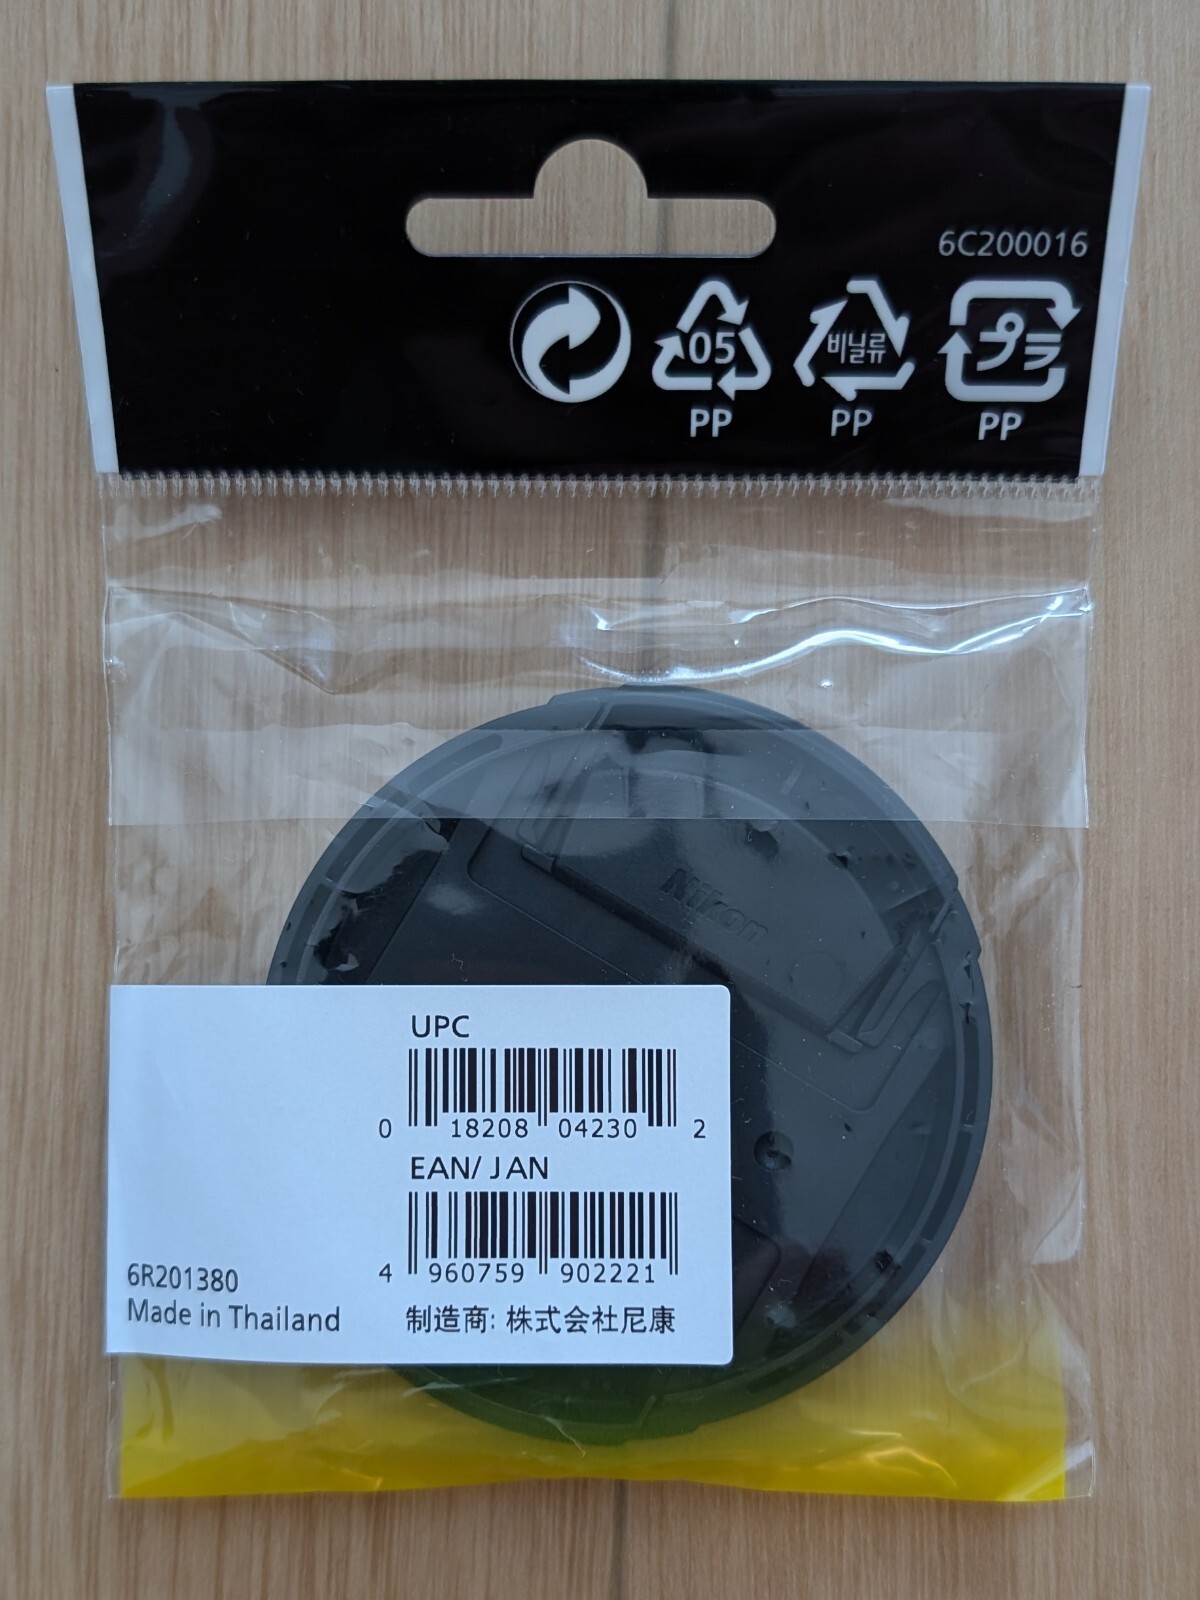 6C200016
05
비닐류
プラ
PP
PP
PP
Nikon
UPC
0 18208 04230 2
EAN/JAN
4 960759 902221
6R201380
Made in Thailand
制造商: 株式会社尼康